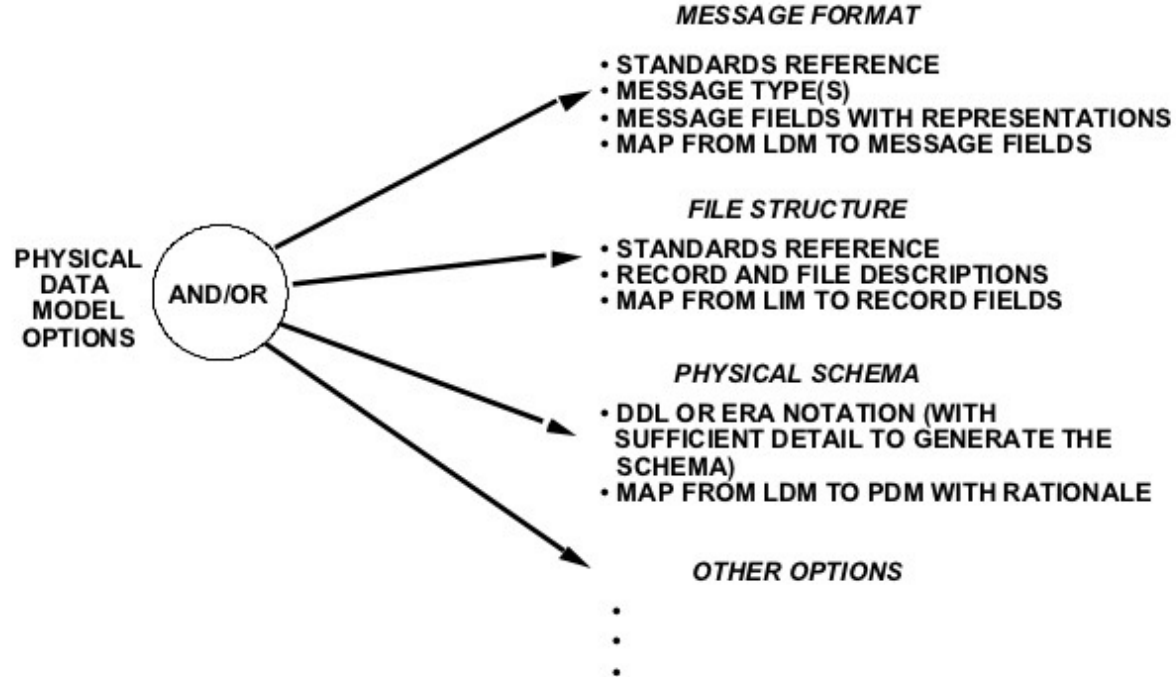 PHYSICAL
DATA
MODEL
OPTIONS
AND/OR
MESSAGE FORMAT
• STANDARDS REFERENCE
• MESSAGE TYPE(S)
• MESSAGE FIELDS WITH REPRESENTATIONS
• MAP FROM LDM TO MESSAGE FIELDS
FILE STRUCTURE
• STANDARDS REFERENCE
• RECORD AND FILE DESCRIPTIONS
• MAP FROM LIM TO RECORD FIELDS
PHYSICAL SCHEMA
• DDL OR ERA NOTATION (WITH
SUFFICIENT DETAIL TO GENERATE THE
SCHEMA)
• MAP FROM LDM TO PDM WITH RATIONALE
OTHER OPTIONS
•
•
•